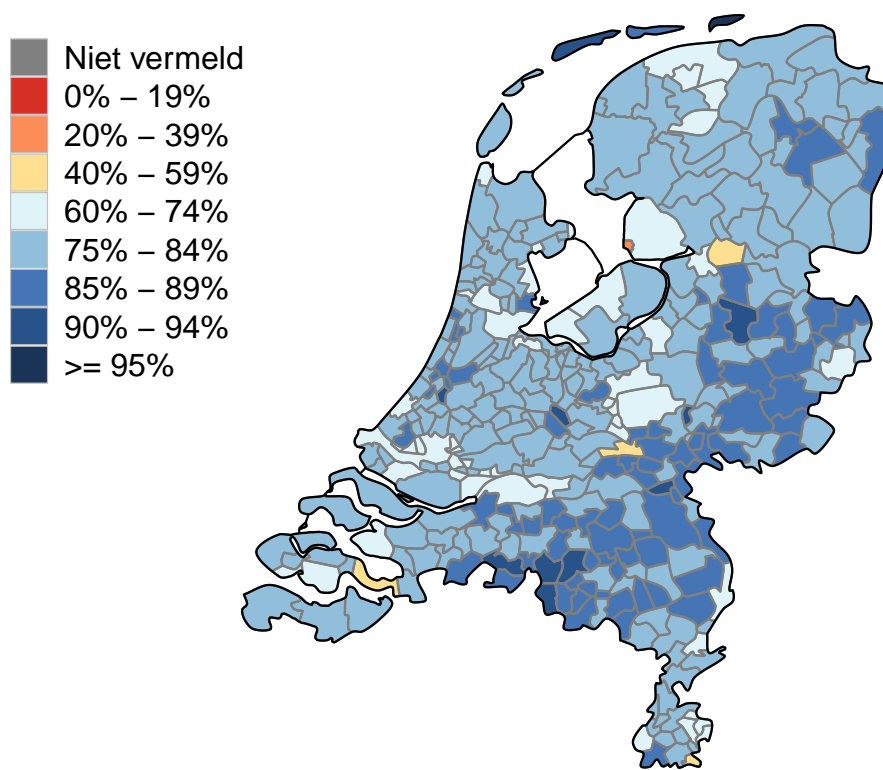 Niet vermeld
0% – 19%
20% – 39%
40% – 59%
60% – 74%
75% – 84%
85% – 89%
90% – 94%
>= 95%